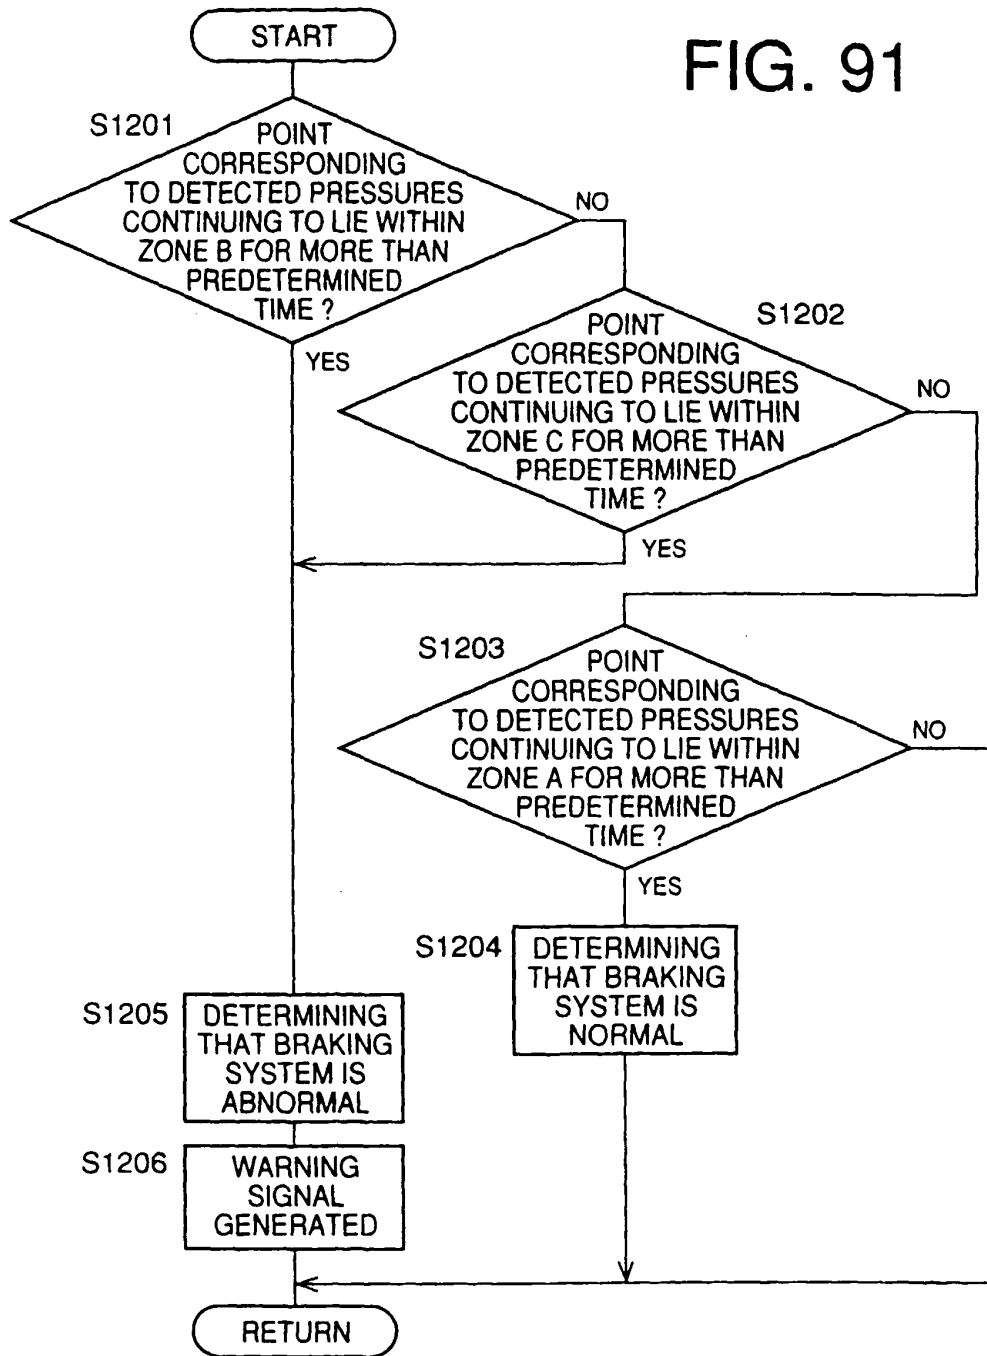 START
FIG. 91
S1201
POINT
CORRESPONDING
TO DETECTED PRESSURES
CONTINUING TO LIE WITHIN
ZONE B FOR MORE THAN
PREDETERMINED
TIME ?
NO
YES
S1202
POINT
CORRESPONDING
TO DETECTED PRESSURES
CONTINUING TO LIE WITHIN
ZONE C FOR MORE THAN
PREDETERMINED
TIME ?
NO
YES
S1203
POINT
CORRESPONDING
TO DETECTED PRESSURES
CONTINUING TO LIE WITHIN
ZONE A FOR MORE THAN
PREDETERMINED
TIME ?
NO
YES
S1204
DETERMINING
THAT BRAKING
SYSTEM IS
NORMAL
S1205
DETERMINING
THAT BRAKING
SYSTEM IS
ABNORMAL
S1206
WARNING
SIGNAL
GENERATED
RETURN